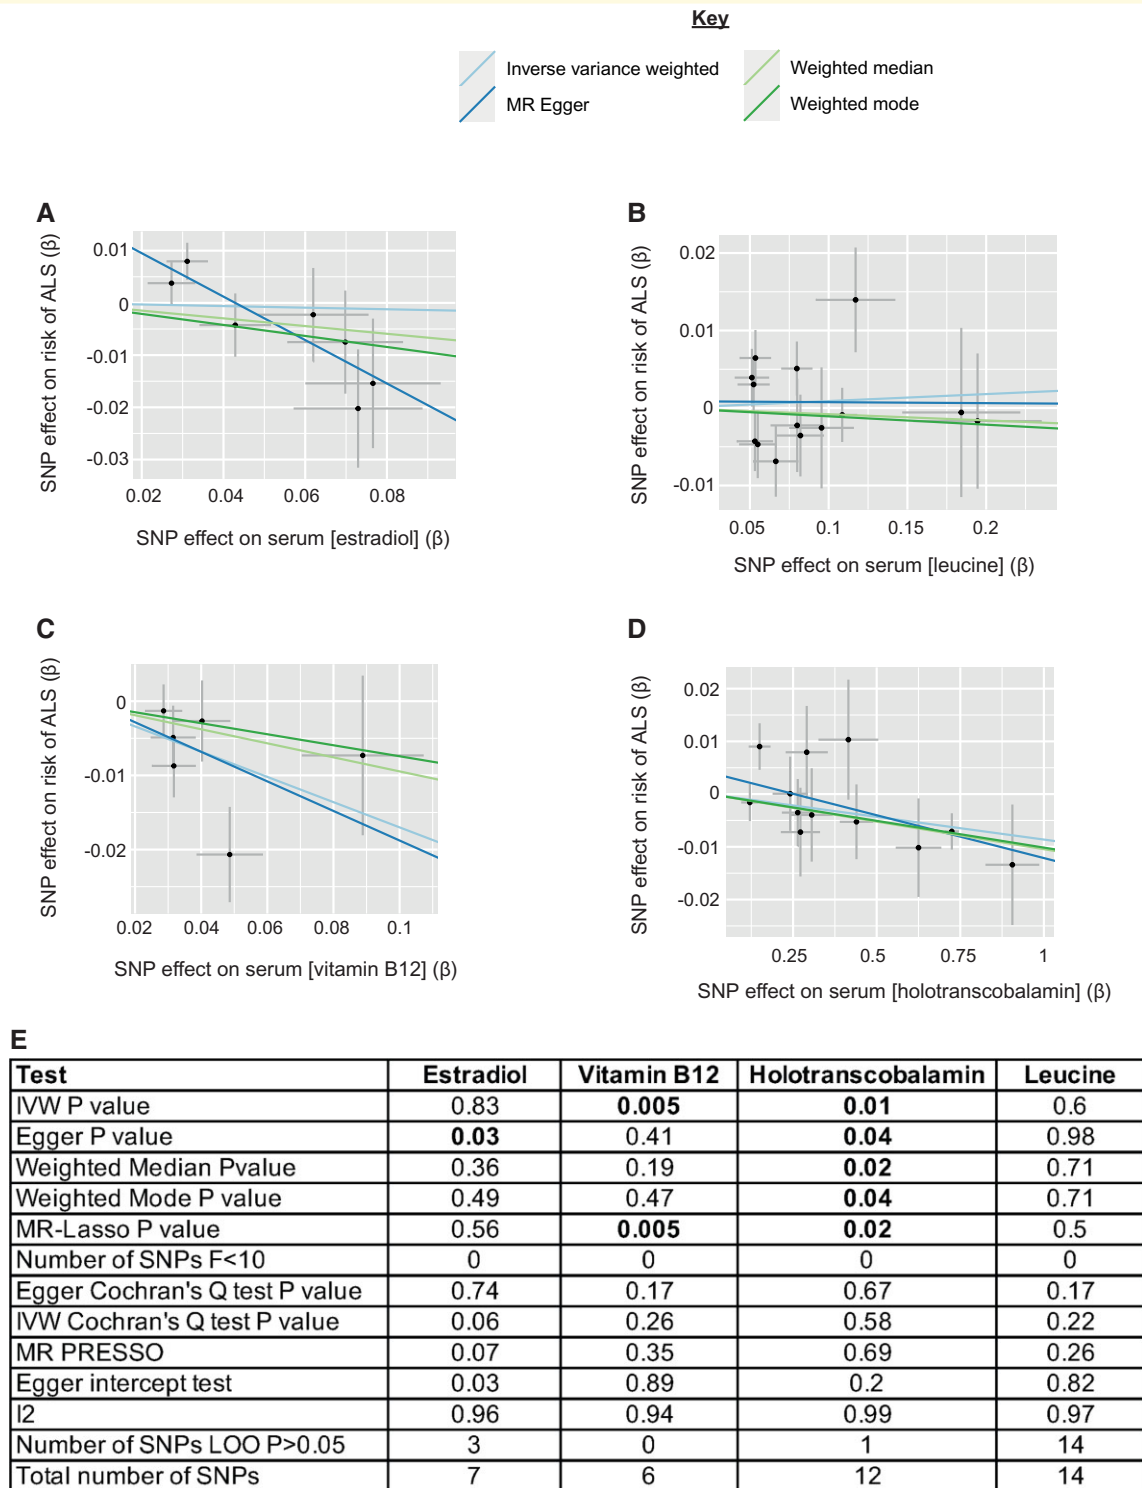 Key
Inverse variance weighted
MR Egger
Weighted median
Weighted mode
A
SNP effect on risk of ALS (β)
0.01
0
-0.01
-0.02
-0.03
0.02 0.04 0.06 0.08
SNP effect on serum [estradiol] (β)
B
SNP effect on risk of ALS (β)
0.02
0.01
0
-0.01
0.05 0.1 0.15 0.2
SNP effect on serum [leucine] (β)
C
SNP effect on risk of ALS (β)
0
-0.01
-0.02
0.02 0.04 0.06 0.08 0.1
SNP effect on serum [vitamin B12] (β)
D
SNP effect on risk of ALS (β)
0.02
0.01
0
-0.01
-0.02
0.25 0.5 0.75 1
SNP effect on serum [holotranscobalamin] (β)
E
Test Estradiol Vitamin B12 Holotranscobalamin Leucine
IVW P value 0.83 0.005 0.01 0.6
Egger P value 0.03 0.41 0.04 0.98
Weighted Median Pvalue 0.36 0.19 0.02 0.71
Weighted Mode P value 0.49 0.47 0.04 0.71
MR-Lasso P value 0.56 0.005 0.02 0.5
Number of SNPs F<10 0 0 0 0
Egger Cochran's Q test P value 0.74 0.17 0.67 0.17
IVW Cochran's Q test P value 0.06 0.26 0.58 0.22
MR PRESSO 0.07 0.35 0.69 0.26
Egger intercept test 0.03 0.89 0.2 0.82
I2 0.96 0.94 0.99 0.97
Number of SNPs LOO P>0.05 3 0 1 14
Total number of SNPs 7 6 12 14